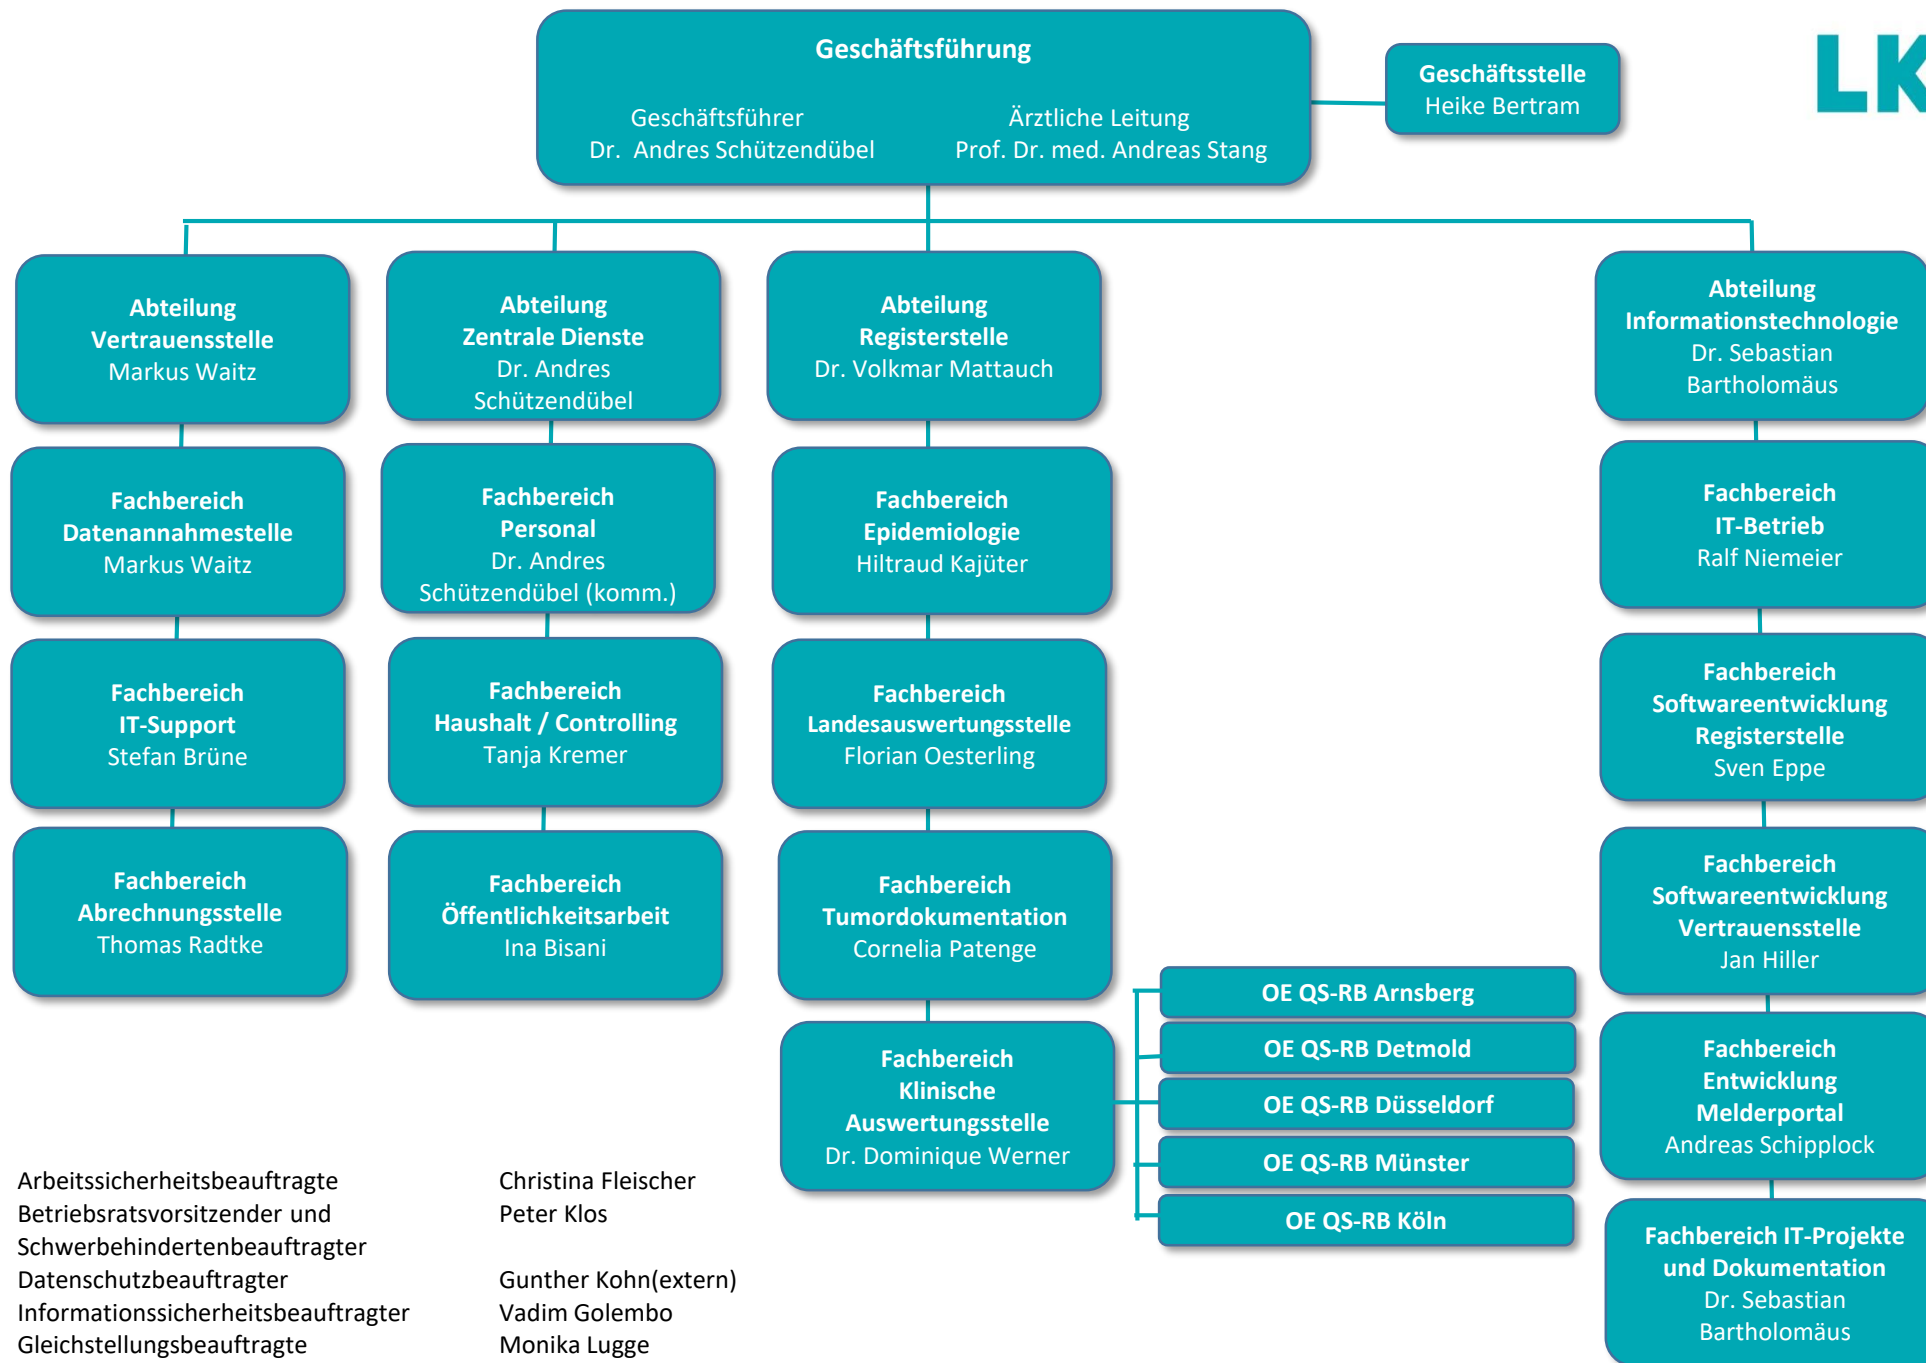 Geschäftsführung
Geschäftsführer
Dr. Andres Schützendübel
Ärztliche Leitung
Prof. Dr. med. Andreas Stang
Geschäftsstelle
Heike Bertram
LK
Abteilung
Vertrauensstelle
Markus Waitz
Abteilung
Zentrale Dienste
Dr. Andres
Schützendübel
Abteilung
Registerstelle
Dr. Volkmar Mattauch
Abteilung
Informationstechnologie
Dr. Sebastian
Bartholomäus
Fachbereich
Datenannahmestelle
Markus Waitz
Fachbereich
Personal
Dr. Andres
Schützendübel (komm.)
Fachbereich
Epidemiologie
Hiltraud Kajüter
Fachbereich
IT-Betrieb
Ralf Niemeier
Fachbereich
IT-Support
Stefan Brüne
Fachbereich
Haushalt / Controlling
Tanja Kremer
Fachbereich
Landesauswertungsstelle
Florian Oesterling
Fachbereich
Softwareentwicklung
Registerstelle
Sven Eppe
Fachbereich
Abrechnungsstelle
Thomas Radtke
Fachbereich
Öffentlichkeitsarbeit
Ina Bisani
Fachbereich
Tumordokumentation
Cornelia Patenge
Fachbereich
Softwareentwicklung
Vertrauensstelle
Jan Hiller
Fachbereich
Klinische
Auswertungsstelle
Dr. Dominique Werner
OE QS-RB Arnsberg
OE QS-RB Detmold
OE QS-RB Düsseldorf
OE QS-RB Münster
OE QS-RB Köln
Fachbereich
Entwicklung
Melderportal
Andreas Schipplock
Fachbereich IT-Projekte
und Dokumentation
Dr. Sebastian
Bartholomäus
Arbeitssicherheitsbeauftragte Christina Fleischer
Betriebsratsvorsitzender und Peter Klos
Schwerbehindertenbeauftragter
Datenschutzbeauftragter Gunther Kohn(extern)
Informationssicherheitsbeauftragter Vadim Golembo
Gleichstellungsbeauftragte Monika Lugge